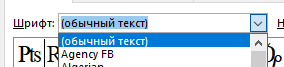 Шрифт: (обычный текст)
(обычный текст)
Agency FB